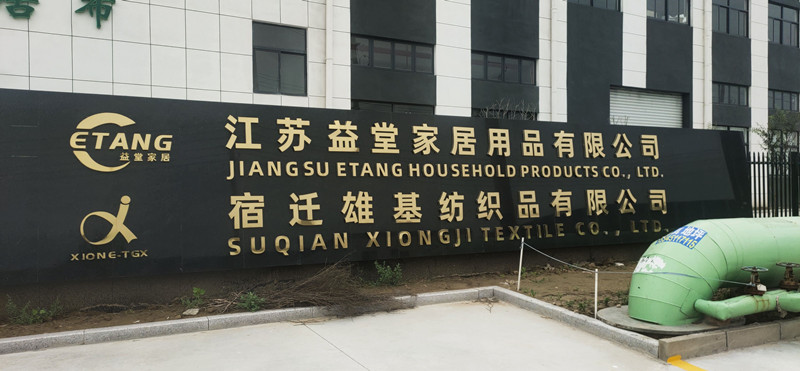 ETANG
益堂家居
江苏益堂家居用品有限公司
JIANGSU ETANG HOUSEHOLD PRODUCTS CO., LTD.
XIONE-TGX
宿迁雄基纺织品有限公司
SUQIAN XIONGJI TEXTILE CO., LTD.